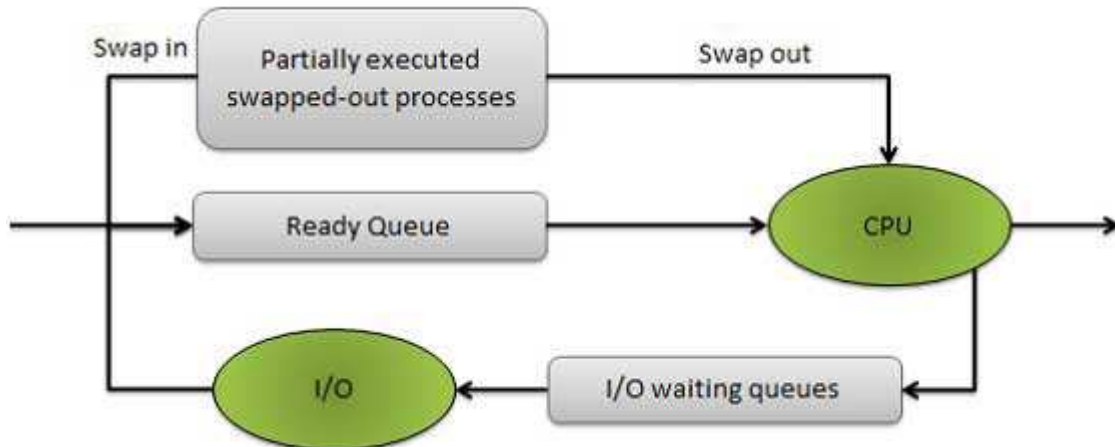 Swap in
Partially executed
swapped-out processes
Swap out
Ready Queue
CPU
I/O
I/O waiting queues